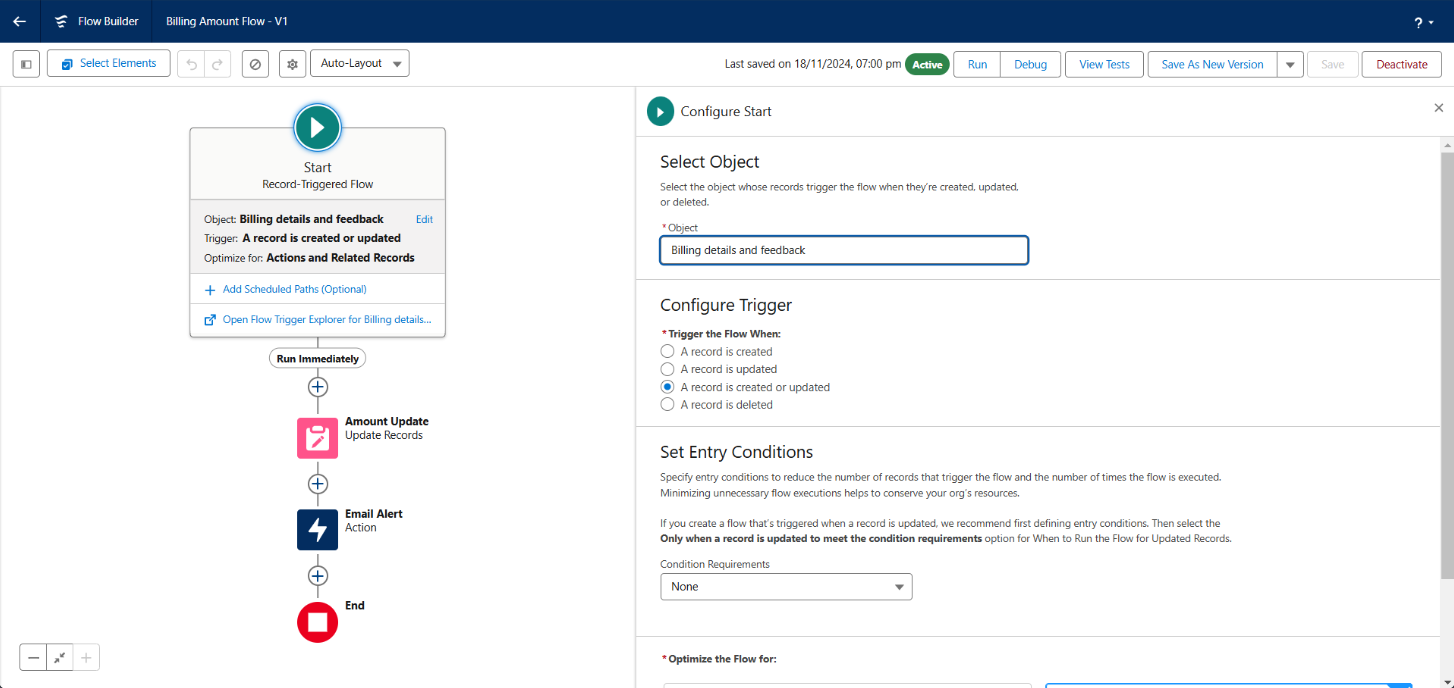 Flow Builder
Billing Amount Flow - V1
?
Select Elements
Auto-Layout
Last saved on 18/11/2024, 07:00 pm
Active
Run
Debug
View Tests
Save As New Version
Save
Deactivate
Start
Record-Triggered Flow
Object: Billing details and feedback
Edit
Trigger: A record is created or updated
Optimize for: Actions and Related Records
Add Scheduled Paths (Optional)
Open Flow Trigger Explorer for Billing details...
Run Immediately
Amount Update
Update Records
Email Alert
Action
End
Configure Start
Select Object
Select the object whose records trigger the flow when they're created, updated,
or deleted.
*Object
Billing details and feedback
Configure Trigger
*Trigger the Flow When:
A record is created
A record is updated
A record is created or updated
A record is deleted
Set Entry Conditions
Specify entry conditions to reduce the number of records that trigger the flow and the number of times the flow is executed.
Minimizing unnecessary flow executions helps to conserve your org's resources.
If you create a flow that's triggered when a record is updated, we recommend first defining entry conditions. Then select the
Only when a record is updated to meet the condition requirements option for When to Run the Flow for Updated Records.
Condition Requirements
None
*Optimize the Flow for: